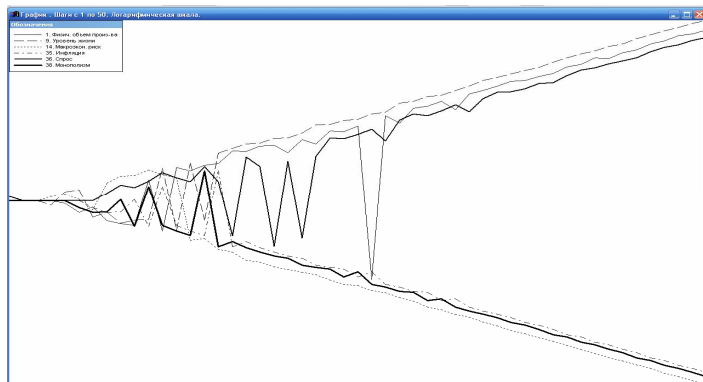 График . Шаги с 1 по 50. Логарифмическая шкала.
Обозначения
1. Физич. объем произ-ва
9. Уровень жизни
14. Макроэкон. риск
35. Инфляция
36. Спрос
38. Монополизм